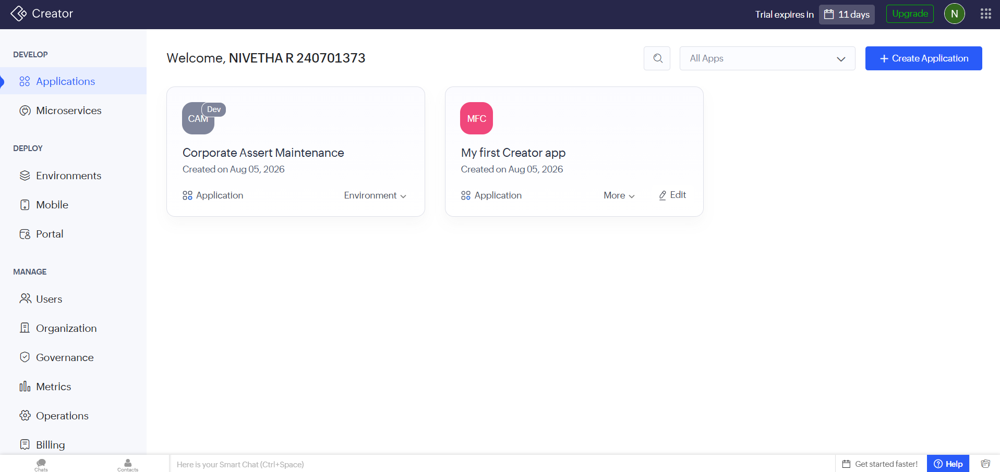 Creator
Trial expires in
11 days
Upgrade
N
DEVELOP
Applications
Microservices
DEPLOY
Environments
Mobile
Portal
MANAGE
Users
Organization
Governance
Metrics
Operations
Billing
Welcome, NIVETHA R 240701373
All Apps
+ Create Application
CAM
Dev
Corporate Assert Maintenance
Created on Aug 05, 2026
Application
Environment
MFC
My first Creator app
Created on Aug 05, 2026
Application
More
Edit
Chats
Contacts
Here is your Smart Chat (Ctrl+Space)
Get started faster!
Help